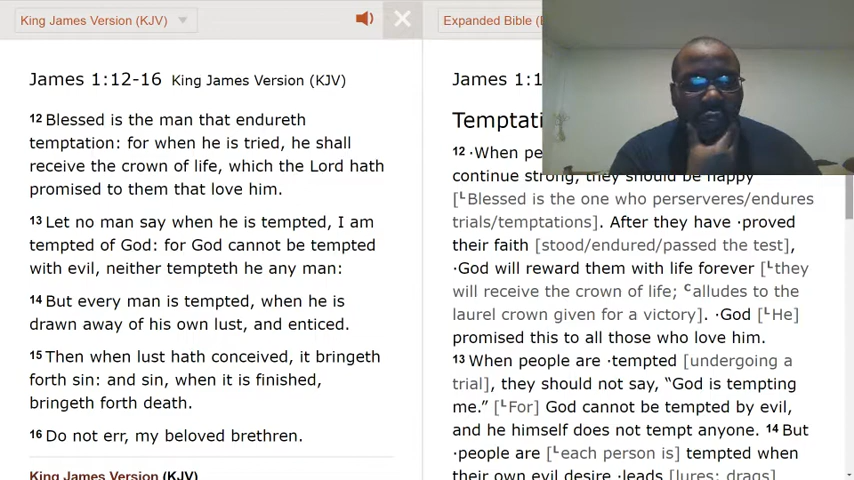 King James Version (KJV)
James 1:12-16 King James Version (KJV)
12 Blessed is the man that endureth
temptation: for when he is tried, he shall
receive the crown of life, which the Lord hath
promised to them that love him.
13 Let no man say when he is tempted, I am
tempted of God: for God cannot be tempted
with evil, neither tempteth he any man:
14 But every man is tempted, when he is
drawn away of his own lust, and enticed.
15 Then when lust hath conceived, it bringeth
forth sin: and sin, when it is finished,
bringeth forth death.
16 Do not err, my beloved brethren.
King James Version (KJV)
Expanded Bible
James
12 ·When
continue strong, they should be happy
[ᴸBlessed is the one who perserveres/endures
trials/temptations]. After they have ·proved
their faith [stood/endured/passed the test],
·God will reward them with life forever [ᴸthey
will receive the crown of life; ᶜalludes to the
laurel crown given for a victory]. ·God [ᴸHe]
promised this to all those who love him.
13 When people are ·tempted [undergoing a
trial], they should not say, “God is tempting
me.” [ᴸFor] God cannot be tempted by evil,
and he himself does not tempt anyone. 14 But
·people are [ᴸeach person is] tempted when
their own evil desire ·leads [lures; drags]